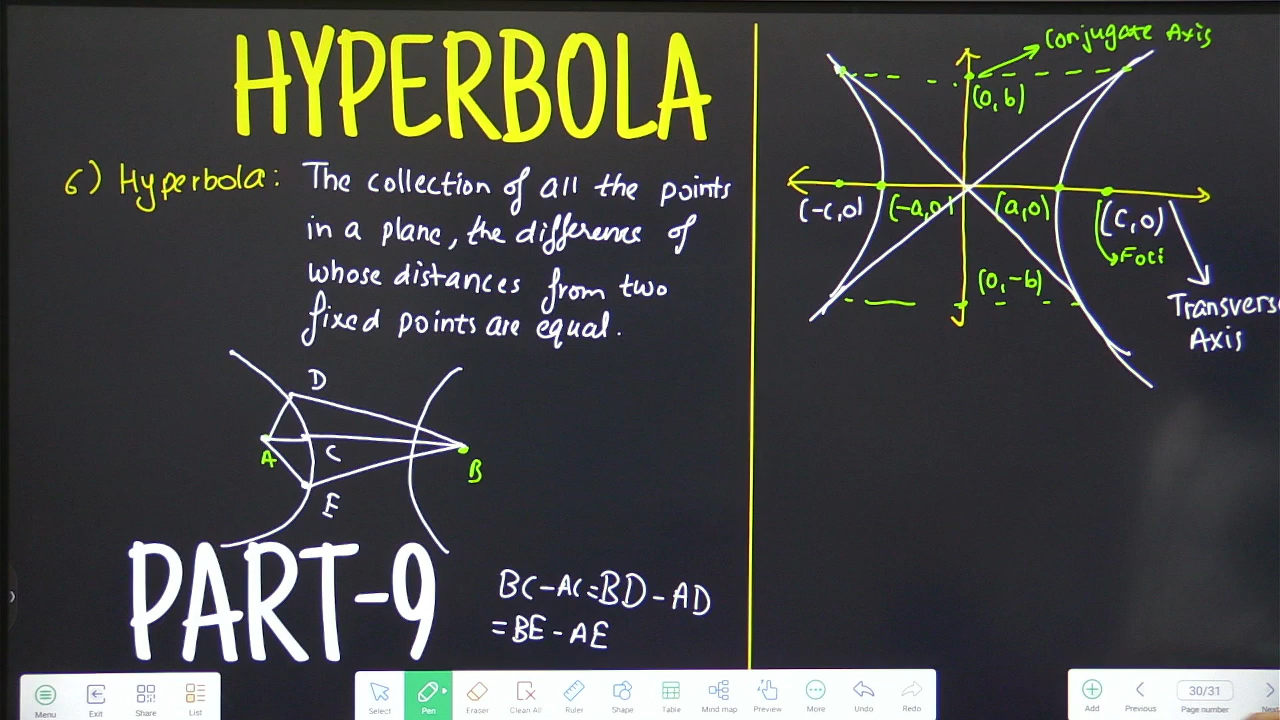 HYPERBOLA
6) Hyperbola: The collection of all the points
in a plane, the difference of
whose distances from two
fixed points are equal.
D
A
C
B
E
PART-9
BC-AC=BD-AD
=BE-AE
Conjugate Axis
(0,b)
(-c,0)
(-a,0)
(a,0)
(c,0)
Foci
(0,-b)
Transvers
Axis
Menu
Exit
Share
List
Select
Pen
Eraser
Clean All
Ruler
Shape
Table
Mind map
Preview
More
Undo
Redo
Add
Previous
30/31
Page number
Next